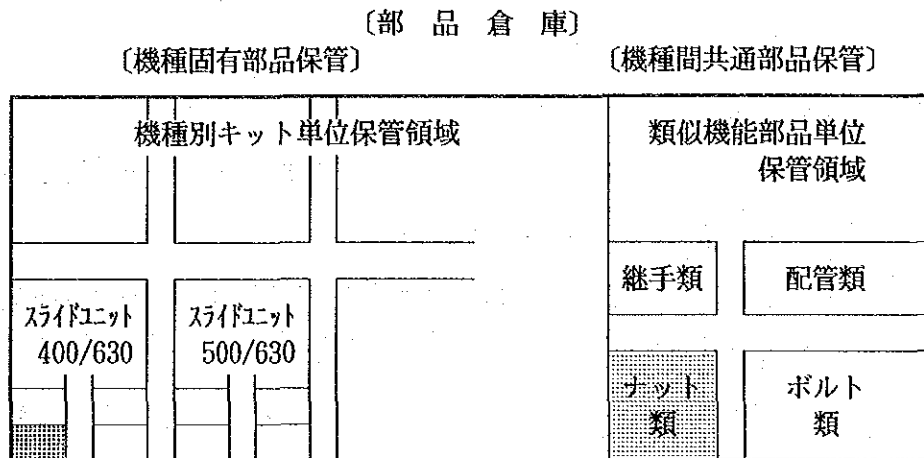 〔部 品 倉 庫〕
〔機種固有部品保管〕 〔機種間共通部品保管〕
機種別キット単位保管領域
類似機能部品単位
保管領域
継手類 配管類
スライドユニット
400/630
スライドユニット
500/630
ナット
類
ボルト
類